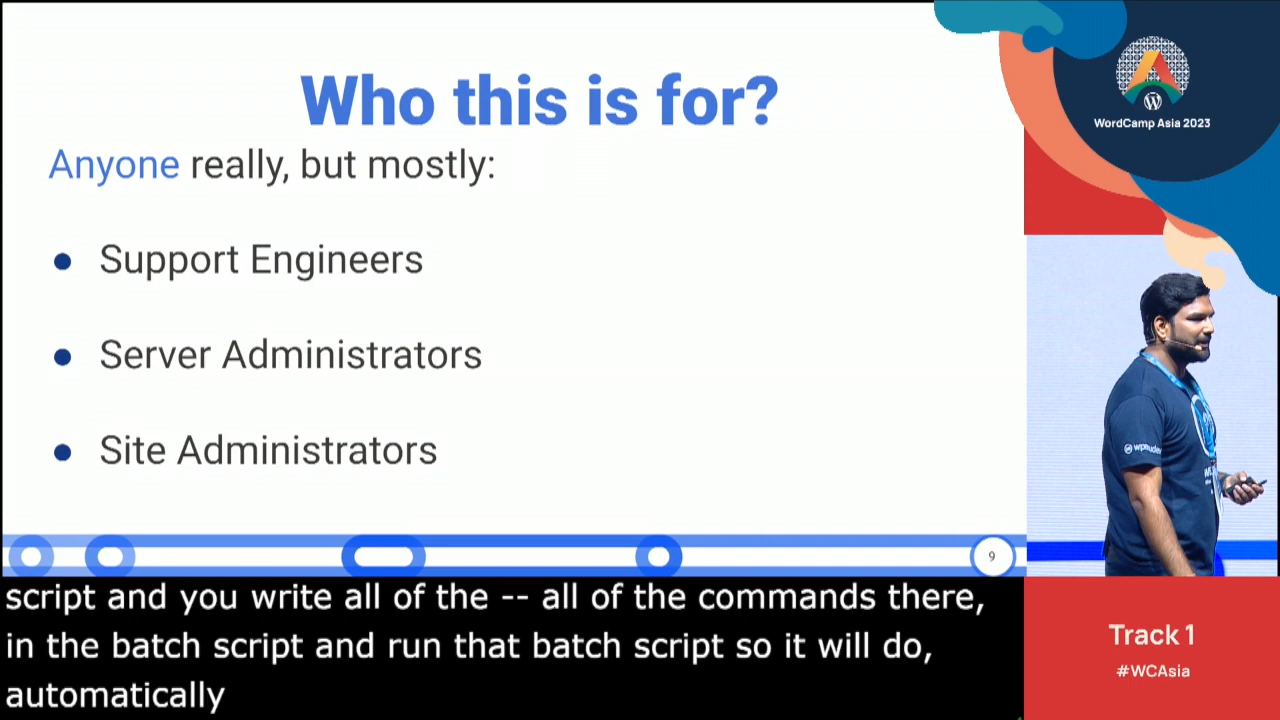 Who this is for?
Anyone really, but mostly:
● Support Engineers
● Server Administrators
● Site Administrators
9
script and you write all of the -- all of the commands there,
in the batch script and run that batch script so it will do,
automatically
WordCamp Asia 2023
Track 1
#WCAsia